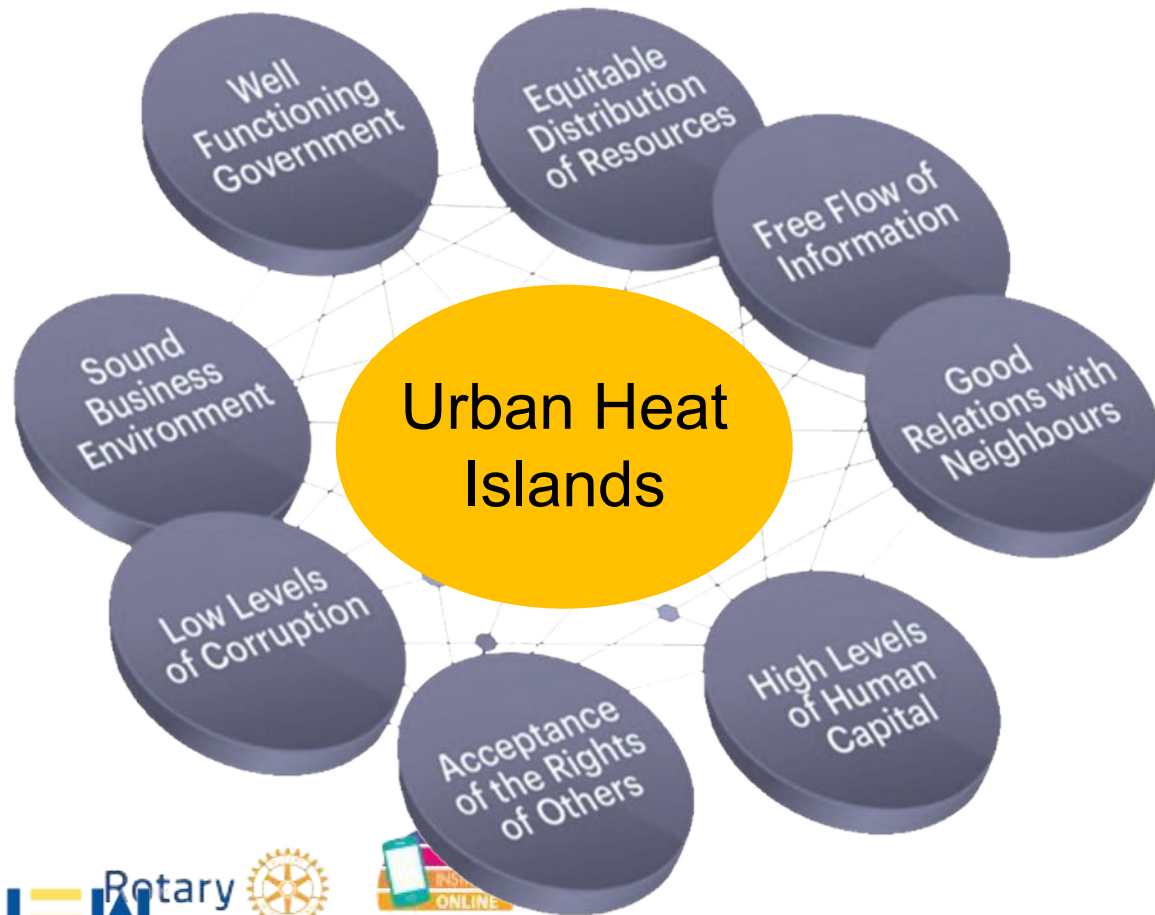 Well
Functioning
Government
Equitable
Distribution
of Resources
Free Flow of
Information
Good
Relations with
Neighbours
Sound
Business
Environment
Urban Heat
Islands
Low Levels
of Corruption
High Levels
of Human
Capital
Acceptance
of the Rights
of Others
Rotary
ONLINE